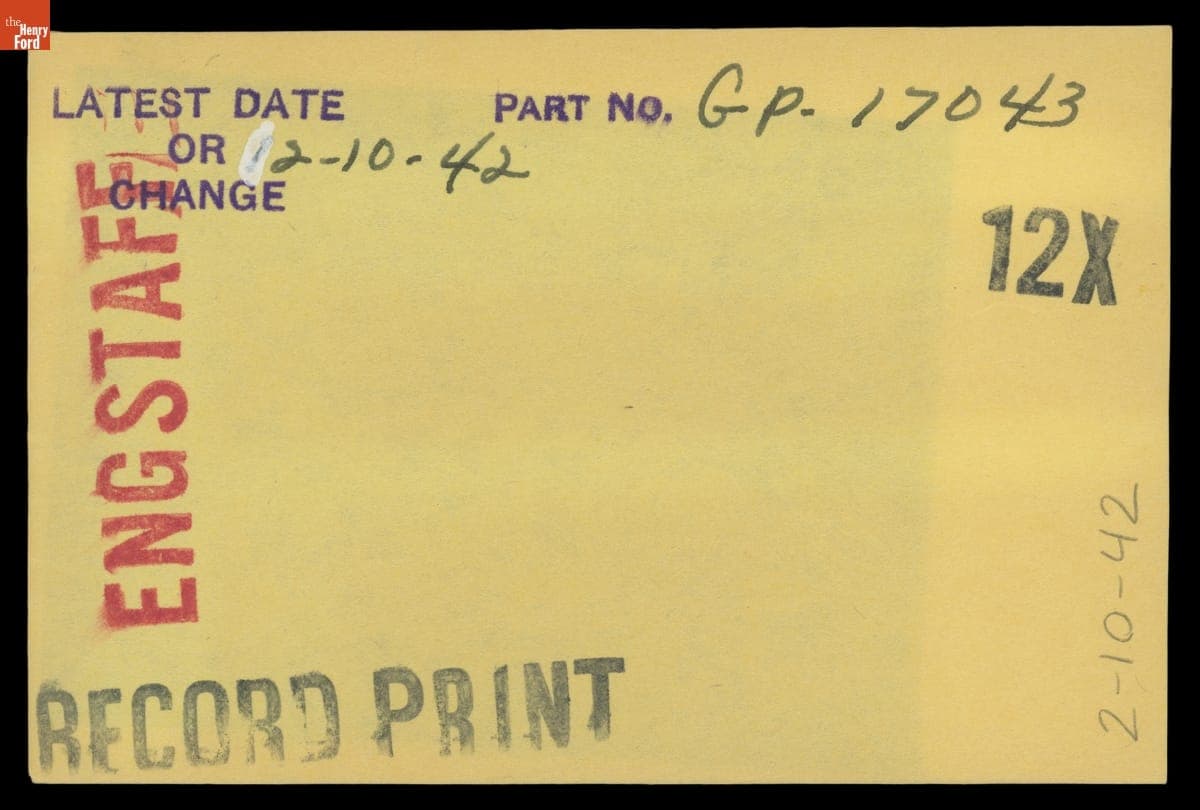 the
Henry
Ford
LATEST DATE
OR 2-10-42
CHANGE
PART NO. GP-17043
12X
ENGSTAFF
RECORD PRINT
2-10-42